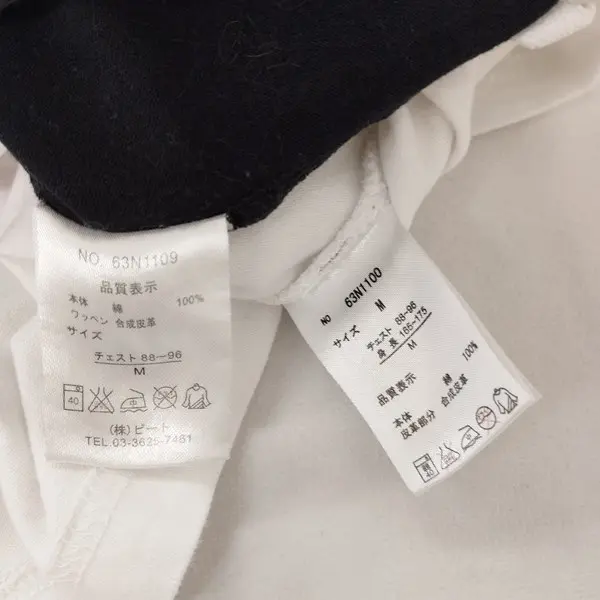 NO. 63N1109
品質表示
本体 綿 100%
ワッペン 合成皮革
サイズ
チェスト 88～96
M
40
(株)ビート
TEL 03-3625-7481
NO 63N1100
サイズ M
チェスト 88-96
身長 165-175
M
品質表示
本体 綿 100%
皮革部分 合成皮革
40